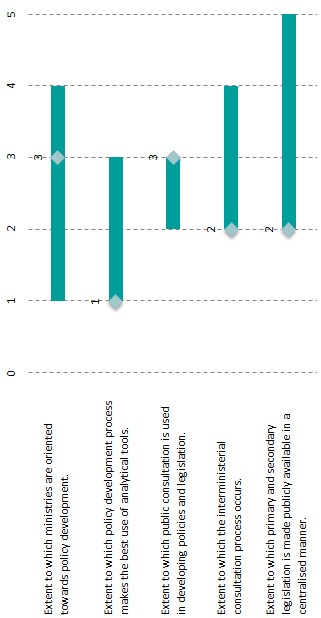 0
1
2
3
4
5
3
1
3
2
2
Extent to which ministries are oriented
towards policy development.
Extent to which policy development process
makes the best use of analytical tools.
Extent to which public consultation is used
in developing policies and legislation.
Extent to which the interministerial
consultation process occurs.
Extent to which primary and secondary
legislation is made publicly available in a
centralised manner.